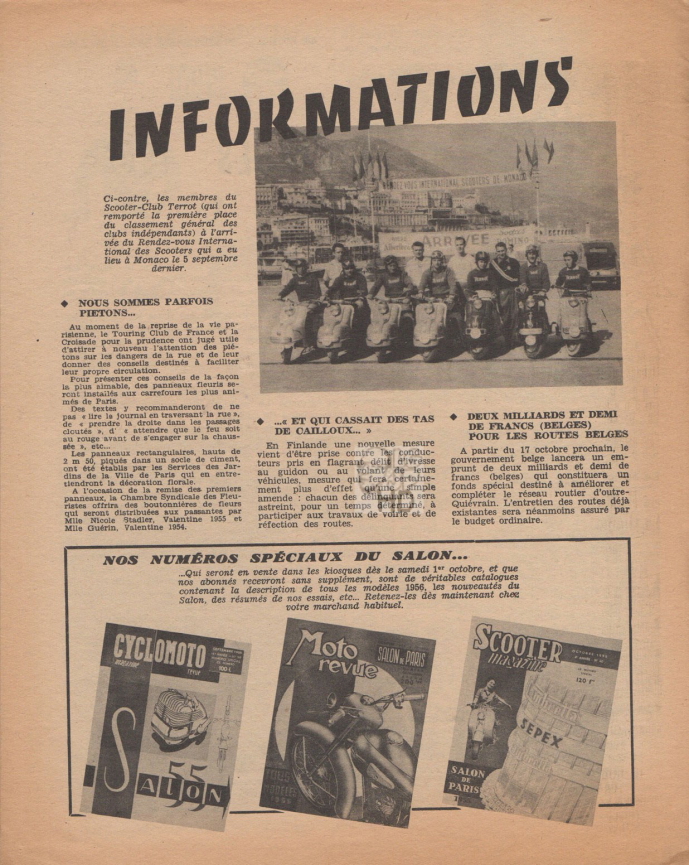 INFORMATIONS
Ci-contre, les membres du
Scooter-Club Terrot (qui ont
remporté la première place
du classement général des
clubs indépendants) à l'arri-
vée du Rendez-vous Interna-
tional des Scooters qui a eu
lieu à Monaco le 5 septembre
dernier.
RENDEZ-VOUS INTERNATIONAL SCOOTERS DE MONACO
ARRIVEE
◆ NOUS SOMMES PARFOIS
PIETONS...
Au moment de la reprise de la vie pa-
risienne, le Touring Club de France et la
Croisade pour la prudence ont jugé utile
d'attirer à nouveau l'attention des pié-
tons sur les dangers de la rue et de leur
donner des conseils destinés à faciliter
leur propre circulation.
Pour présenter ces conseils de la façon
la plus aimable, des panneaux fleuris se-
ront installés aux carrefours les plus ani-
més de Paris.
Des textes y recommanderont de ne
pas « lire le journal en traversant la rue »,
de « prendre la droite dans les passages
cloutés », d' « attendre que le feu soit
au rouge avant de s'engager sur la chaus-
sée », etc...
Les panneaux rectangulaires, hauts de
2 m 50, piqués dans un socle de ciment,
ont été établis par les Services des Jar-
dins de la Ville de Paris qui en entre-
tiendront la décoration florale.
A l'occasion de la remise des premiers
panneaux, la Chambre Syndicale des Fleu-
ristes offrira des boutonnières de fleurs
qui seront distribuées aux passantes par
Mlle Nicole Stadler, Valentine 1955 et
Mlle Guérin, Valentine 1954.
◆ ...« ET QUI CASSAIT DES TAS
DE CAILLOUX... »
En Finlande une nouvelle mesure
vient d'être prise contre les conduc-
teurs pris en flagrant délit d'ivresse
au guidon ou au volant de leurs
véhicules, mesure qui fera certaine-
ment plus d'effet qu'une simple
amende : chacun des délinquants sera
astreint, pour un temps déterminé, à
participer aux travaux de voirie et de
réfection des routes.
◆ DEUX MILLIARDS ET DEMI
DE FRANCS (BELGES)
POUR LES ROUTES BELGES
A partir du 17 octobre prochain, le
gouvernement belge lancera un em-
prunt de deux milliards et demi de
francs (belges) qui constituera un
fonds spécial destiné à améliorer et
compléter le réseau routier d'outre-
Quiévrain. L'entretien des routes déjà
existantes sera néanmoins assuré par
le budget ordinaire.
NOS NUMÉROS SPÉCIAUX DU SALON...
...Qui seront en vente dans les kiosques dès le samedi 1er octobre, et que
nos abonnés recevront sans supplément, sont de véritables catalogues
contenant la description de tous les modèles 1956, les nouveautés du
Salon, des résumés de nos essais, etc... Retenez-les dès maintenant chez
votre marchand habituel.
CYCLOMOTO
revue
SALON 55
Moto
revue
SALON DE PARIS
TOUS
MODELES
1956
SCOOTER
magazine
OCTOBRE 1955
120 f
SEPEX
SALON
DE
PARIS